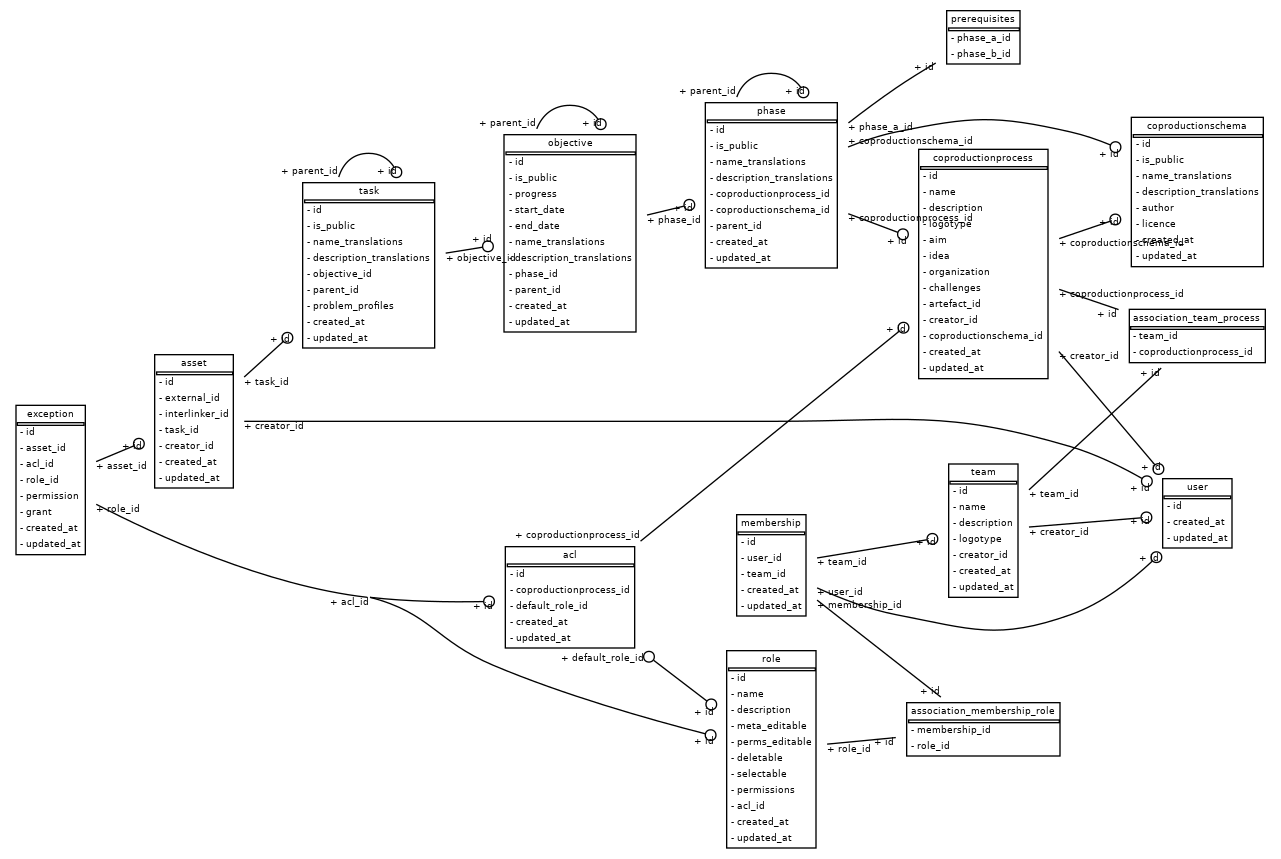 prerequisites
- phase_a_id
- phase_b_id
+ id
+ parent_id
+ id
phase
- id
- is_public
- name_translations
- description_translations
- coproductionprocess_id
- coproductionschema_id
- parent_id
- created_at
- updated_at
+ phase_a_id
+ coproductionschema_id
+ id
+ coproductionprocess_id
+ id
coproductionschema
- id
- is_public
- name_translations
- description_translations
- author
- licence
- created_at
- updated_at
+ parent_id
+ id
objective
- id
- is_public
- progress
- start_date
- end_date
- name_translations
- description_translations
- phase_id
- parent_id
- created_at
- updated_at
+ phase_id
+ id
coproductionprocess
- id
- name
- description
- logotype
- aim
- idea
- organization
- challenges
- artefact_id
- creator_id
- coproductionschema_id
- created_at
- updated_at
+ id
+ coproductionschema_id
+ coproductionprocess_id
+ id
+ creator_id
+ parent_id
+ id
task
- id
- is_public
- name_translations
- description_translations
- objective_id
- parent_id
- problem_profiles
- created_at
- updated_at
+ id
+ objective_id
association_team_process
- team_id
- coproductionprocess_id
+ id
+ id
+ id
asset
- id
- external_id
- interlinker_id
- task_id
- creator_id
- created_at
- updated_at
+ task_id
+ creator_id
exception
- id
- asset_id
- acl_id
- role_id
- permission
- grant
- created_at
- updated_at
+ id
+ asset_id
+ role_id
+ id
+ id
team
- id
- name
- description
- logotype
- creator_id
- created_at
- updated_at
+ team_id
+ creator_id
+ id
user
- id
- created_at
- updated_at
+ id
membership
- id
- user_id
- team_id
- created_at
- updated_at
+ id
+ team_id
+ user_id
+ membership_id
+ coproductionprocess_id
acl
- id
- coproductionprocess_id
- default_role_id
- created_at
- updated_at
+ acl_id
+ id
+ default_role_id
+ id
+ id
role
- id
- name
- description
- meta_editable
- perms_editable
- deletable
- selectable
- permissions
- acl_id
- created_at
- updated_at
+ role_id
+ id
+ id
association_membership_role
- membership_id
- role_id